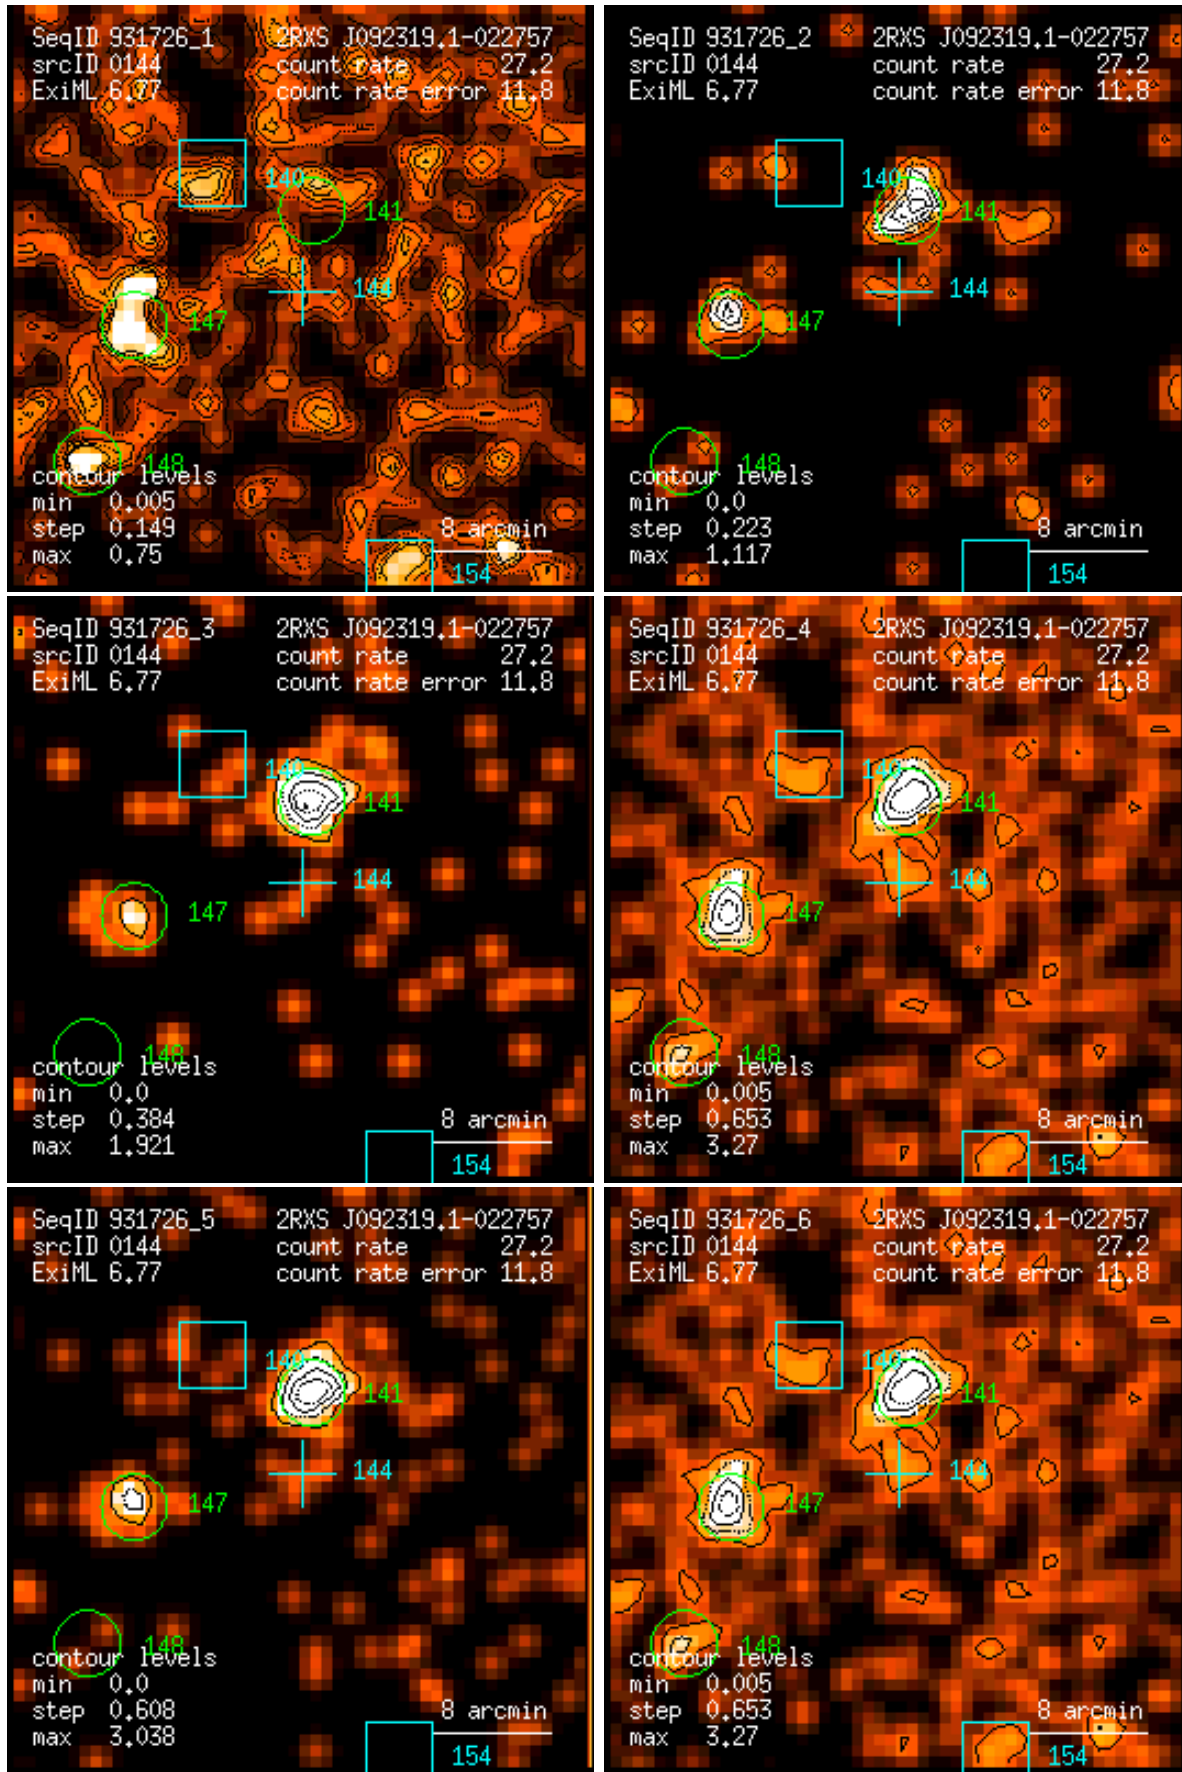 SeqID 931726_1 2RXS J092319.1-022757
srcID 0144 count rate 27.2
ExiML 6.77 count rate error 11.8
140
141
144
147
148
contour levels
min 0.005
step 0.149
max 0.75
8 arcmin
154
SeqID 931726_2 2RXS J092319.1-022757
srcID 0144 count rate 27.2
ExiML 6.77 count rate error 11.8
140
141
144
147
148
contour levels
min 0.0
step 0.223
max 1.117
8 arcmin
154
SeqID 931726_3 2RXS J092319.1-022757
srcID 0144 count rate 27.2
ExiML 6.77 count rate error 11.8
140
141
144
147
148
contour levels
min 0.0
step 0.384
max 1.921
8 arcmin
154
SeqID 931726_4 2RXS J092319.1-022757
srcID 0144 count rate 27.2
ExiML 6.77 count rate error 11.8
140
141
144
147
148
contour levels
min 0.005
step 0.653
max 3.27
8 arcmin
154
SeqID 931726_5 2RXS J092319.1-022757
srcID 0144 count rate 27.2
ExiML 6.77 count rate error 11.8
140
141
144
147
148
contour levels
min 0.0
step 0.608
max 3.038
8 arcmin
154
SeqID 931726_6 2RXS J092319.1-022757
srcID 0144 count rate 27.2
ExiML 6.77 count rate error 11.8
140
141
144
147
148
contour levels
min 0.005
step 0.653
max 3.27
8 arcmin
154